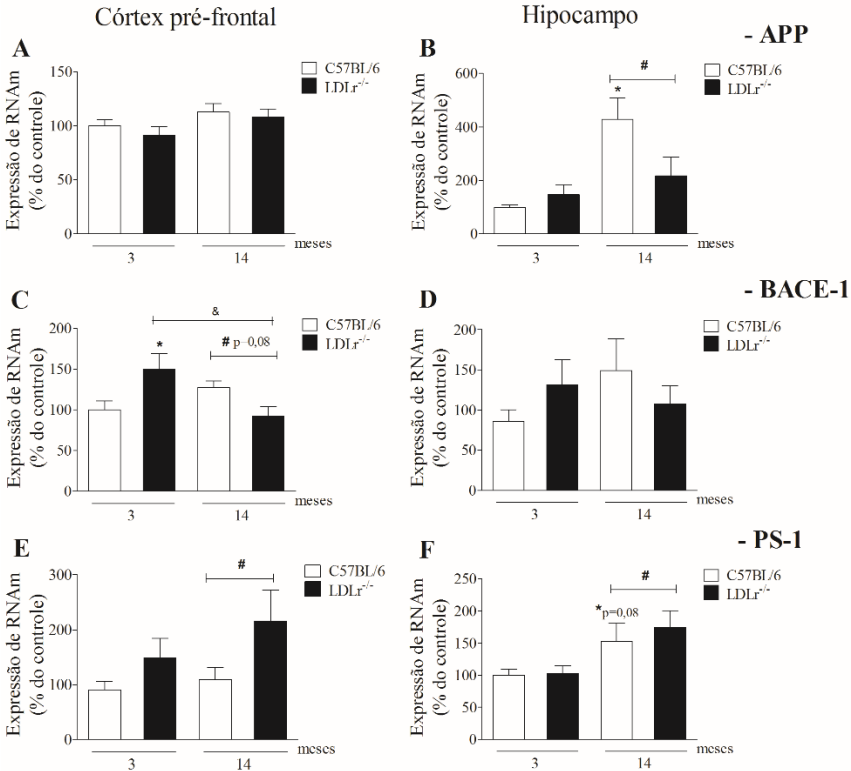 Córtex pré-frontal
Hipocampo
- APP
A
Expressão de RNAm
(% do controle)
150
100
50
0
3
14
meses
C57BL/6
LDLr-/-
B
Expressão de RNAm
(% do controle)
600
400
200
0
*
#
3
14
meses
C57BL/6
LDLr-/-
- BACE-1
C
Expressão de RNAm
(% do controle)
200
150
100
50
0
&
*
# p=0,08
3
14
meses
C57BL/6
LDLr-/-
D
Expressão de RNAm
(% do controle)
200
150
100
50
0
3
14
meses
C57BL/6
LDLr-/-
- PS-1
E
Expressão de RNAm
(% do controle)
300
200
100
0
#
3
14
meses
C57BL/6
LDLr-/-
F
Expressão de RNAm
(% do controle)
250
200
150
100
50
0
*p=0,08
#
3
14
meses
C57BL/6
LDLr-/-